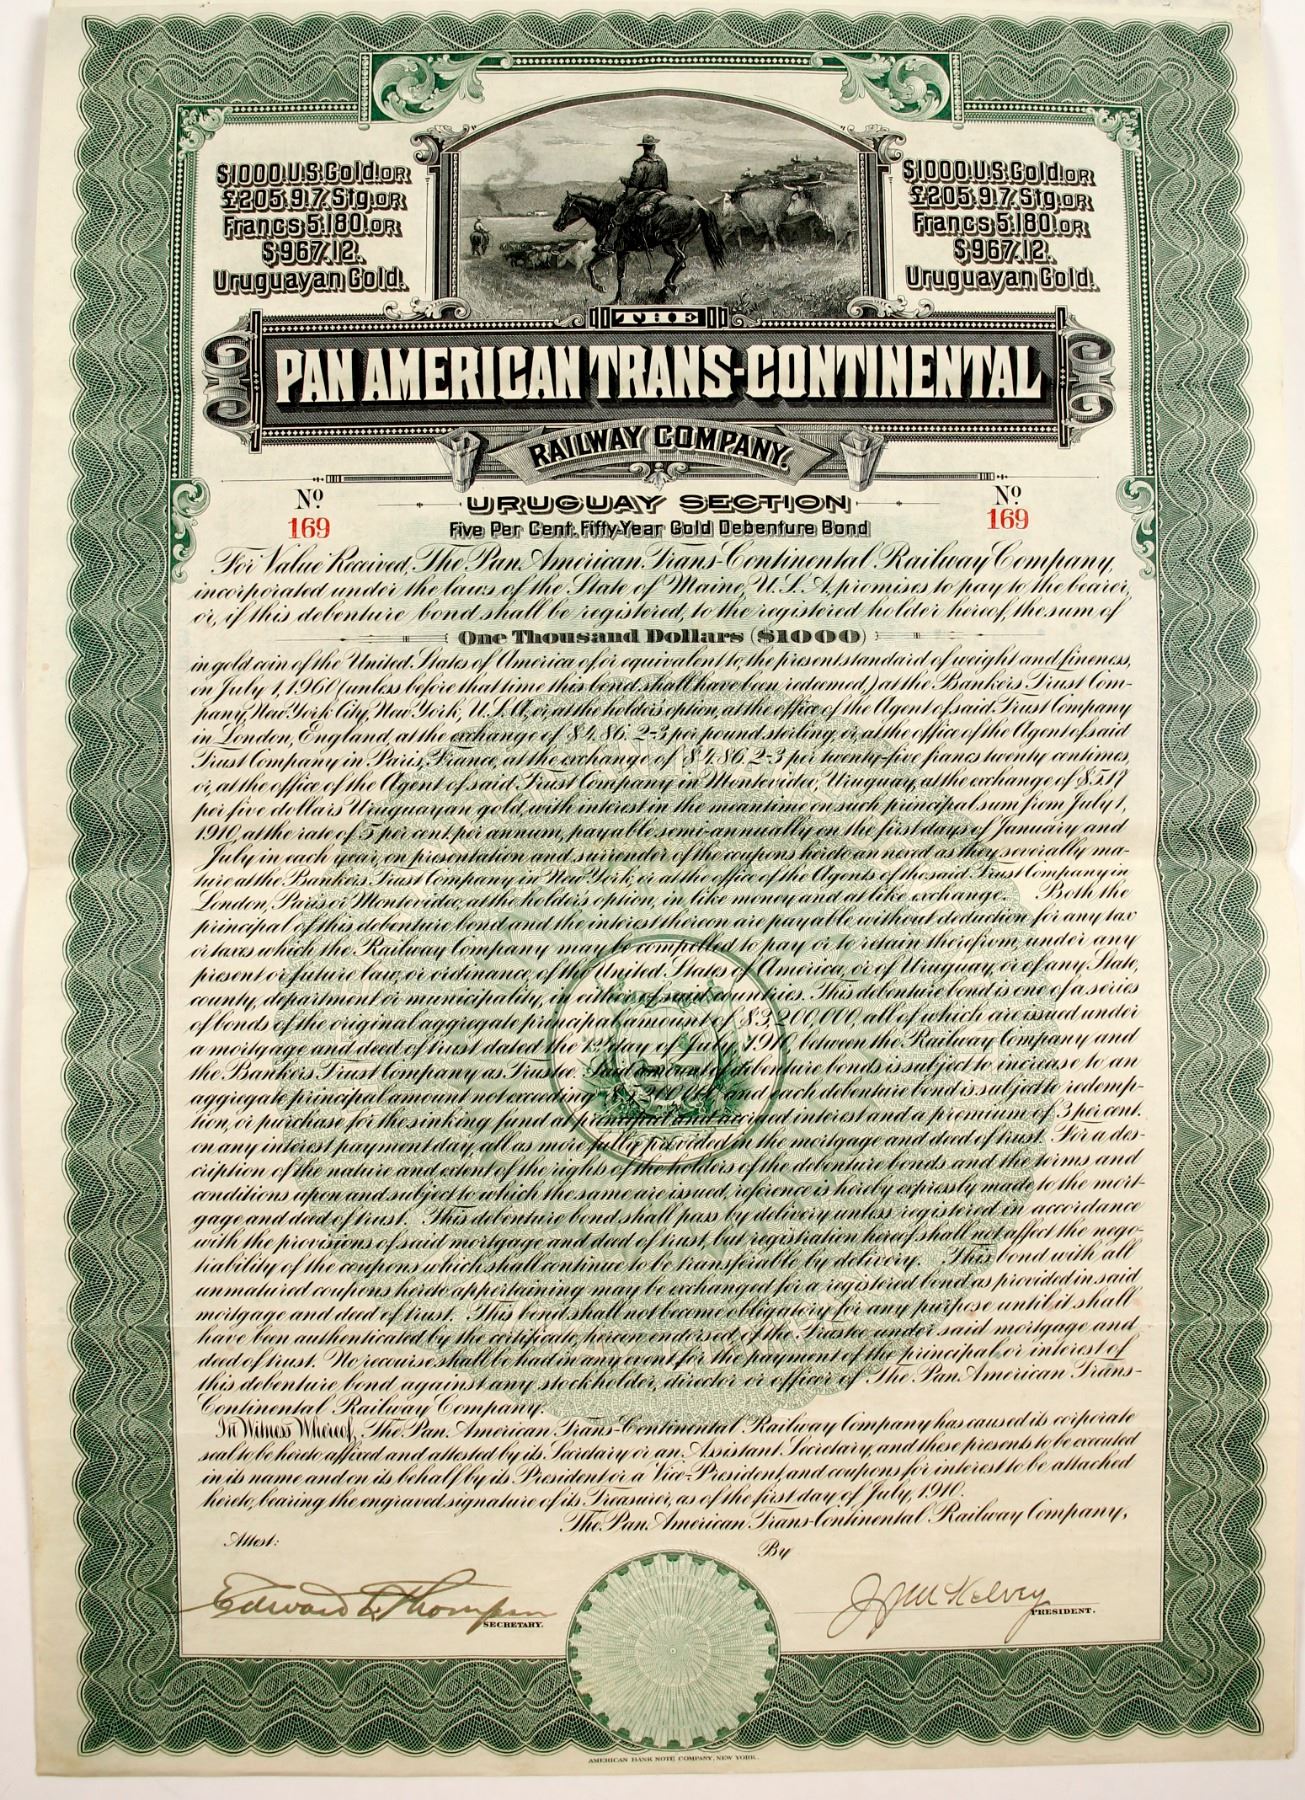 $1000.U.S.Gold.or
£205.9.7.Stg.or
Francs 5.180.or
$967.12.
Uruguayan Gold.
$1000.U.S.Gold.or
£205.9.7.Stg.or
Francs 5.180.or
$967.12.
Uruguayan Gold.
THE
PAN AMERICAN TRANS-CONTINENTAL
RAILWAY COMPANY.
No
169
URUGUAY SECTION
Five Per Cent. Fifty-Year Gold Debenture Bond
No
169
For Value Received, The Pan American Trans-Continental Railway Company,
incorporated under the laws of the State of Maine, U.S.A, promises to pay to the bearer,
or, if this debenture bond shall be registered, to the registered holder hereof, the sum of
One Thousand Dollars ($1000)
in gold coin of the United States of America of or equivalent to, the present standard of weight and fineness,
on July 1, 1960 (unless before that time this bond shall have been redeemed,) at the Bankers Trust Com-
pany, New York City, New York, U.S.A, or, at the holder's option, at the office of the Agent of said Trust Company
in London, England, at the exchange of $4.86. 2-3 per pound sterling, or at the office of the Agent of said
Trust Company in Paris, France, at the exchange of $4.86. 2-3 per twenty-five francs twenty centimes,
or, at the office of the Agent of said Trust Company in Montevideo, Uruguay, at the exchange of $5.17
per five dollars Uruguayan gold, with interest in the meantime on such principal sum from July 1,
1910, at the rate of 5 per cent. per annum, payable semi-annually on the first days of January and
July in each year, on presentation and surrender of the coupons hereto annexed as they severally ma-
ture at the Bankers Trust Company in New York, or at the office of the Agents of the said Trust Company in
London, Paris or Montevideo, at the holder's option, in like money and at like exchange. Both the
principal of this debenture bond and the interest thereon are payable without deduction for any tax
or taxes which the Railway Company may be compelled to pay or to retain therefrom, under any
present or future law, or ordinance, of the United States of America, or of Uruguay, or of any State,
county, department or municipality, in either of said countries. This debenture bond is one of a series
of bonds of the original aggregate principal amount of $3,200,000, all of which are issued under
a mortgage and deed of trust dated the 12th day of July, 1910, between the Railway Company and
the Bankers Trust Company as Trustee. Said amount of debenture bonds is subject to increase to an
aggregate principal amount not exceeding and each debenture bond is subject to redemp-
tion, or purchase for the sinking fund at principal and accrued interest and a premium of 3 per cent.
on any interest payment day, all as more fully provided in the mortgage and deed of trust. For a des-
cription of the nature and extent of the rights of the holders of the debenture bonds and the terms and
conditions upon and subject to which the same are issued, reference is hereby expressly made to the mort-
gage and deed of trust. This debenture bond shall pass by delivery unless registered in accordance
with the provisions of said mortgage and deed of trust, but registration hereof shall not affect the nego-
tiability of the coupons which shall continue to be transferable by delivery. This bond with all
unmatured coupons hereto appertaining may be exchanged for a registered bond as provided in said
mortgage and deed of trust. This bond shall not become obligatory for any purpose until it shall
have been authenticated by the certificate, hereon endorsed, of the Trustee under said mortgage and
deed of trust. No recourse shall be had in any event for the payment of the principal or interest of
this debenture bond against any stockholder, director or officer of The Pan American Trans-
Continental Railway Company.
In Witness Whereof, The Pan American Trans-Continental Railway Company has caused its corporate
seal to be hereto affixed and attested by its Secretary or an Assistant Secretary, and these presents to be executed
in its name and on its behalf by its President or a Vice-President, and coupons for interest to be attached
hereto, bearing the engraved signature of its Treasurer, as of the first day of July, 1910.
The Pan American Trans-Continental Railway Company,
Attest:
By
Edward L. Thompson
SECRETARY.
J. J. McKelvey
PRESIDENT.
AMERICAN BANK NOTE COMPANY, NEW YORK.